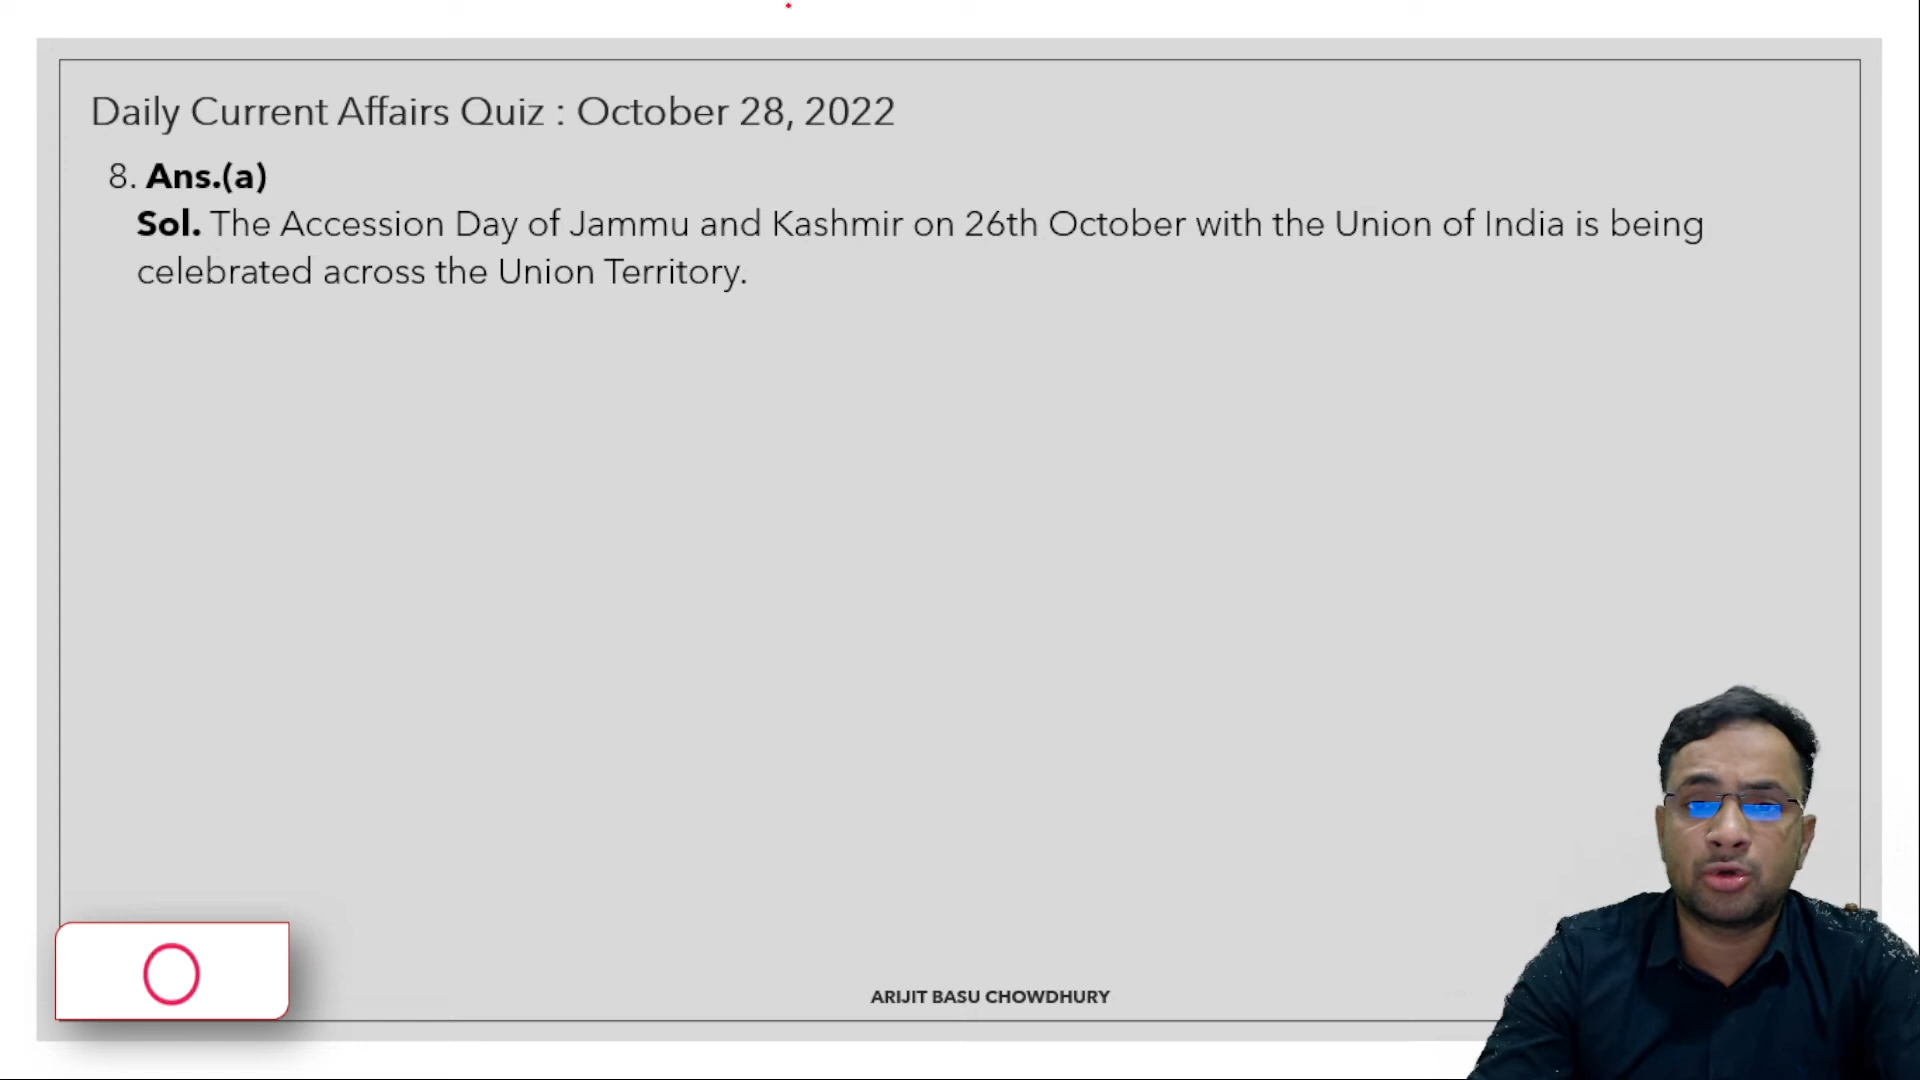 Daily Current Affairs Quiz : October 28, 2022
8. Ans.(a)
Sol. The Accession Day of Jammu and Kashmir on 26th October with the Union of India is being
celebrated across the Union Territory.
ARIJIT BASU CHOWDHURY